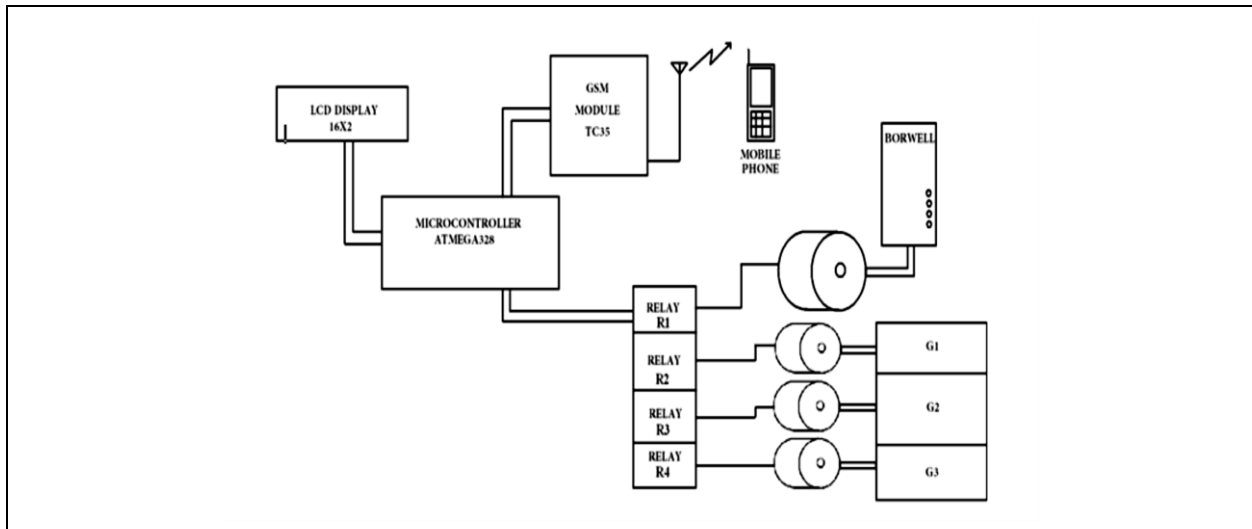 LCD DISPLAY
16X2
GSM
MODULE
TC35
MOBILE
PHONE
BORWELL
MICROCONTROLLER
ATMEGA328
RELAY
R1
RELAY
R2
RELAY
R3
RELAY
R4
G1
G2
G3